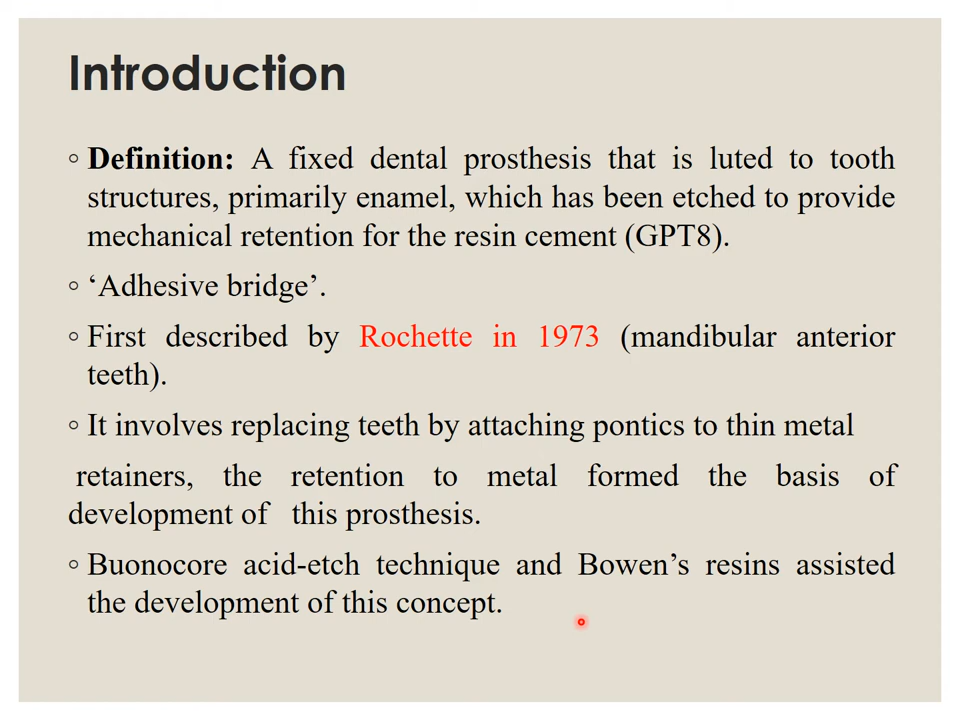 Introduction
◦ Definition: A fixed dental prosthesis that is luted to tooth
structures, primarily enamel, which has been etched to provide
mechanical retention for the resin cement (GPT8).
◦ ‘Adhesive bridge’.
◦ First described by Rochette in 1973 (mandibular anterior
teeth).
◦ It involves replacing teeth by attaching pontics to thin metal
retainers, the retention to metal formed the basis of
development of this prosthesis.
◦ Buonocore acid-etch technique and Bowen’s resins assisted
the development of this concept.